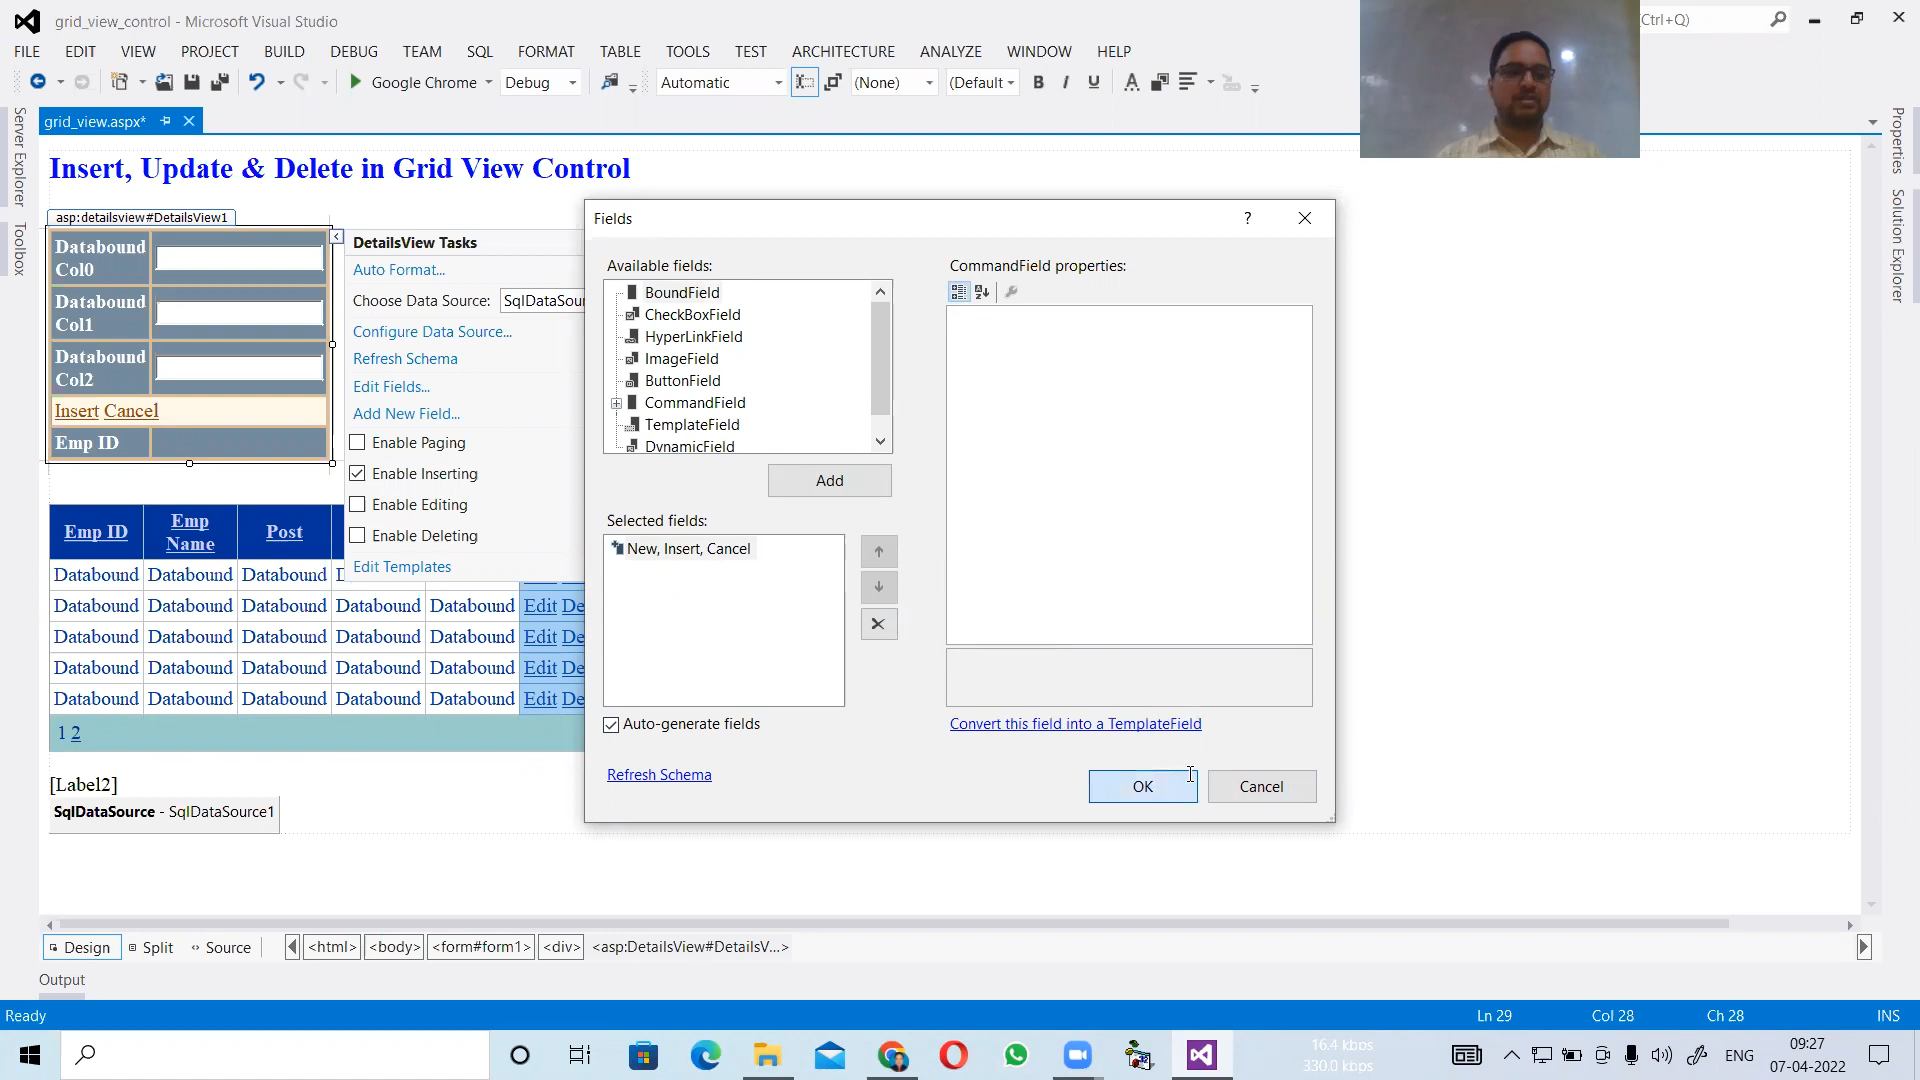 grid_view_control - Microsoft Visual Studio
Ctrl+Q)
FILE EDIT VIEW PROJECT BUILD DEBUG TEAM SQL FORMAT TABLE TOOLS TEST ARCHITECTURE ANALYZE WINDOW HELP
Google Chrome Debug Automatic (None) (Default B I U A
Server Explorer
Toolbox
Properties
Solution Explorer
grid_view.aspx*
Insert, Update & Delete in Grid View Control
asp:detailsview#DetailsView1
Databound
Col0
Databound
Col1
Databound
Col2
Insert Cancel
Emp ID
DetailsView Tasks
Auto Format...
Choose Data Source: SqlDataSour
Configure Data Source...
Refresh Schema
Edit Fields...
Add New Field...
Enable Paging
Enable Inserting
Enable Editing
Enable Deleting
Edit Templates
Emp ID Emp Name Post
Databound Databound Databound
Databound Databound Databound Databound Databound Edit De
Databound Databound Databound Databound Databound Edit De
Databound Databound Databound Databound Databound Edit De
Databound Databound Databound Databound Databound Edit De
1 2
[Label2]
SqlDataSource - SqlDataSource1
Fields ?
Available fields:
BoundField
CheckBoxField
HyperLinkField
ImageField
ButtonField
CommandField
TemplateField
DynamicField
Add
Selected fields:
New, Insert, Cancel
Auto-generate fields
Refresh Schema
CommandField properties:
Convert this field into a TemplateField
OK Cancel
Design Split Source <html> <body> <form#form1> <div> <asp:DetailsView#DetailsV...>
Output
Ready Ln 29 Col 28 Ch 28 INS
16.4 kbps
330.0 kbps
ENG
09:27
07-04-2022